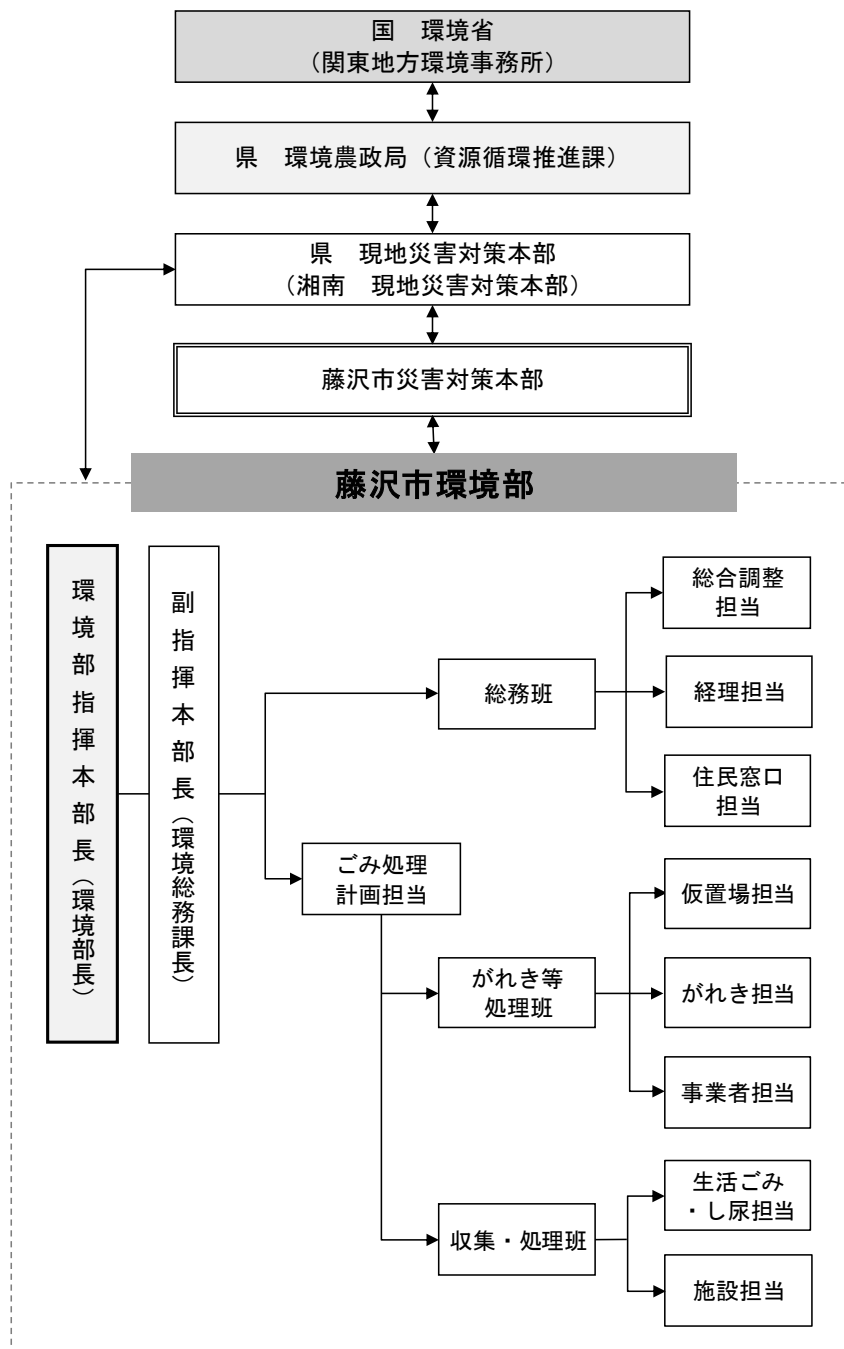 国　環境省
（関東地方環境事務所）
県　環境農政局（資源循環推進課）
県　現地災害対策本部
（湘南　現地災害対策本部）
藤沢市災害対策本部
藤沢市環境部
環境部指揮本部長（環境部長）
副指揮本部長（環境総務課長）
総務班
総合調整
担当
経理担当
住民窓口
担当
ごみ処理
計画担当
がれき等
処理班
仮置場担当
がれき担当
事業者担当
収集・処理班
生活ごみ
・し尿担当
施設担当